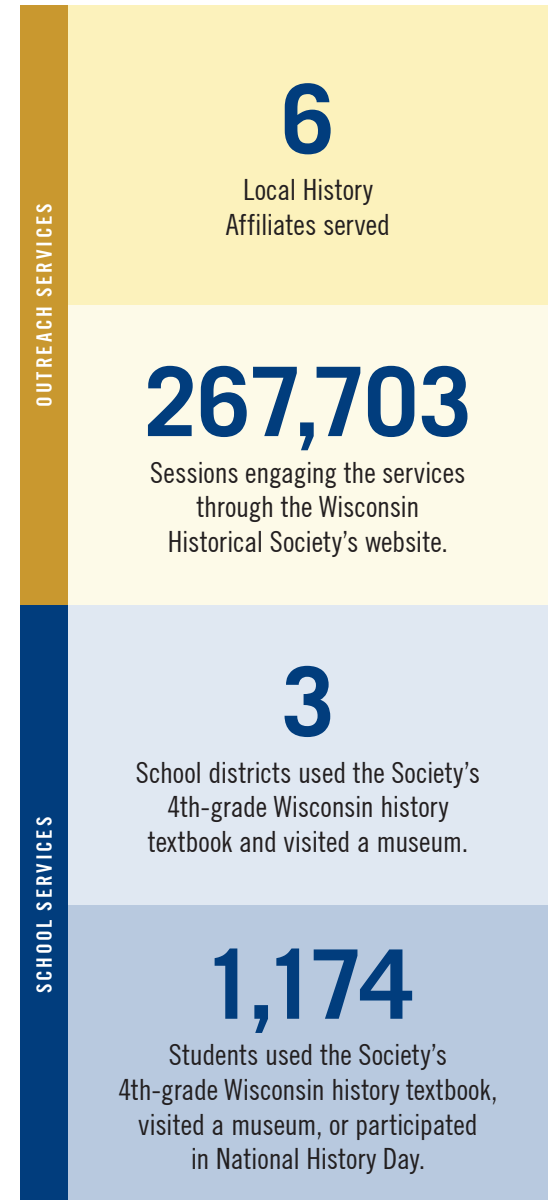 OUTREACH SERVICES
6
Local History
Affiliates served
267,703
Sessions engaging the services
through the Wisconsin
Historical Society’s website.
SCHOOL SERVICES
3
School districts used the Society’s
4th-grade Wisconsin history
textbook and visited a museum.
1,174
Students used the Society’s
4th-grade Wisconsin history textbook,
visited a museum, or participated
in National History Day.